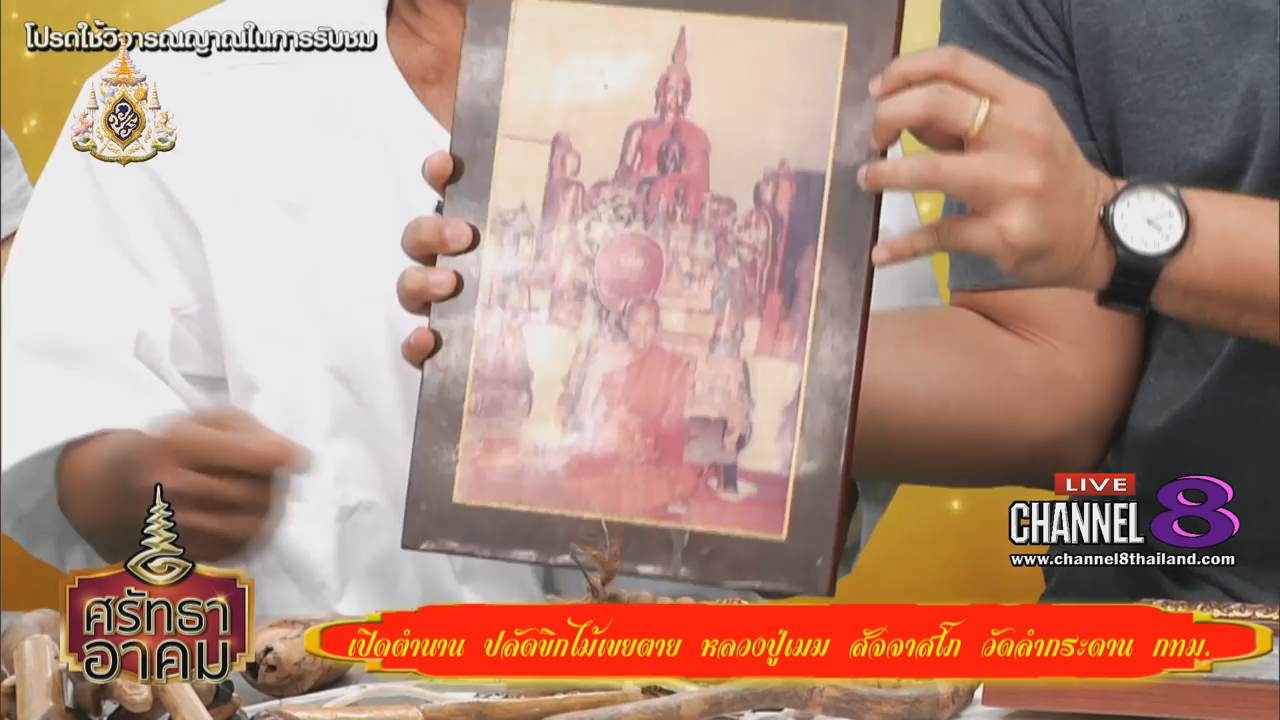 โปรดใช้วิจารณญาณในการรับชม
LIVE
CHANNEL 8
www.channel8thailand.com
ศรัทธา
อาคม
เปิดตำนาน ปลัดขิกไม้เขยตาย หลวงปู่เมม สัจจาสโภ วัดลำกระดาน กทม.